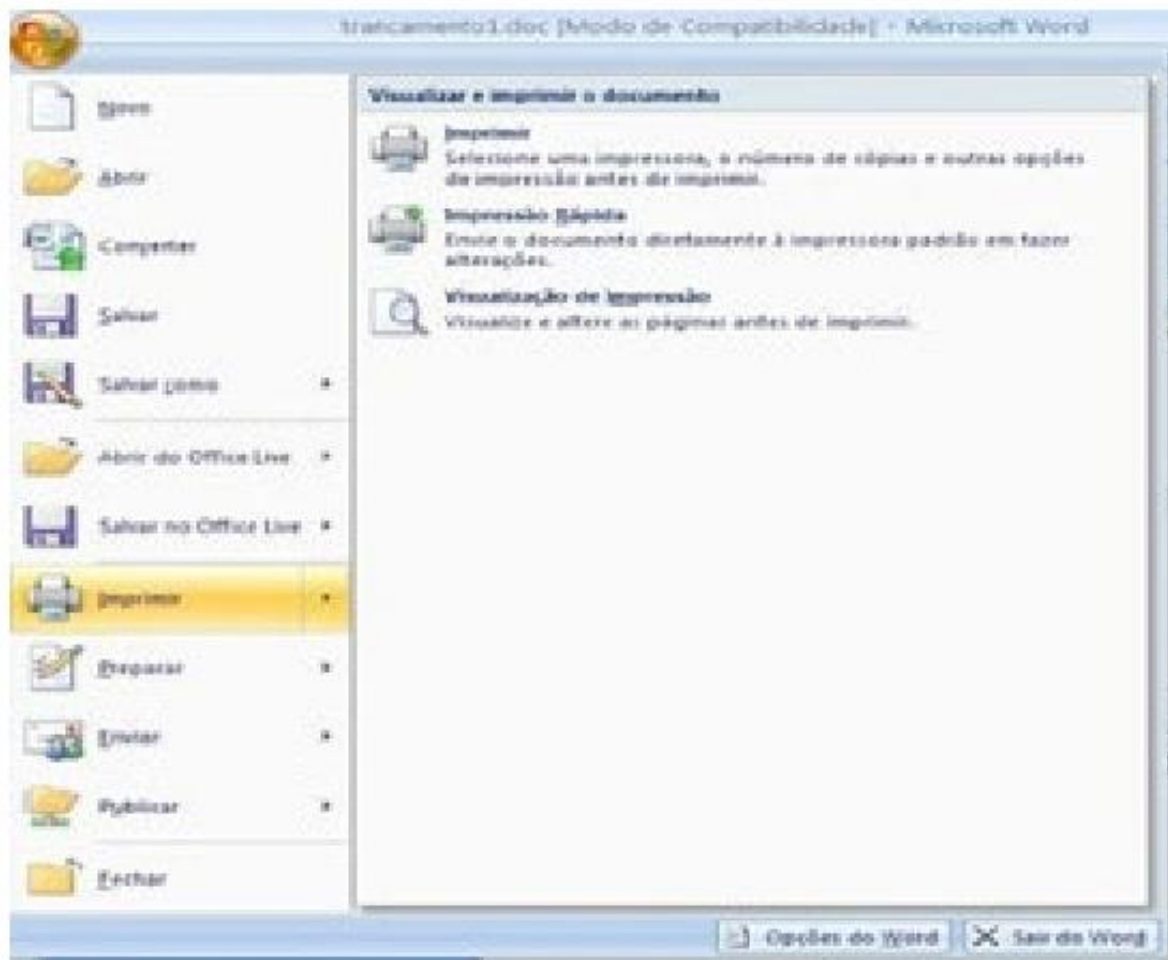 trancamento1.doc [Modo de Compatibilidade] - Microsoft Word
Novo
Abrir
Converter
Salvar
Salvar como
Abrir do Office Live
Salvar no Office Live
Imprimir
Preparar
Enviar
Publicar
Fechar
Visualizar e imprimir o documento
Imprimir
Selecione uma impressora, o número de cópias e outras opções
de impressão antes de imprimir.
Impressão Rápida
Envie o documento diretamente à impressora padrão em fazer
alterações.
Visualização de Impressão
Visualize e altere as páginas antes de imprimir.
Opções do Word
Sair do Word